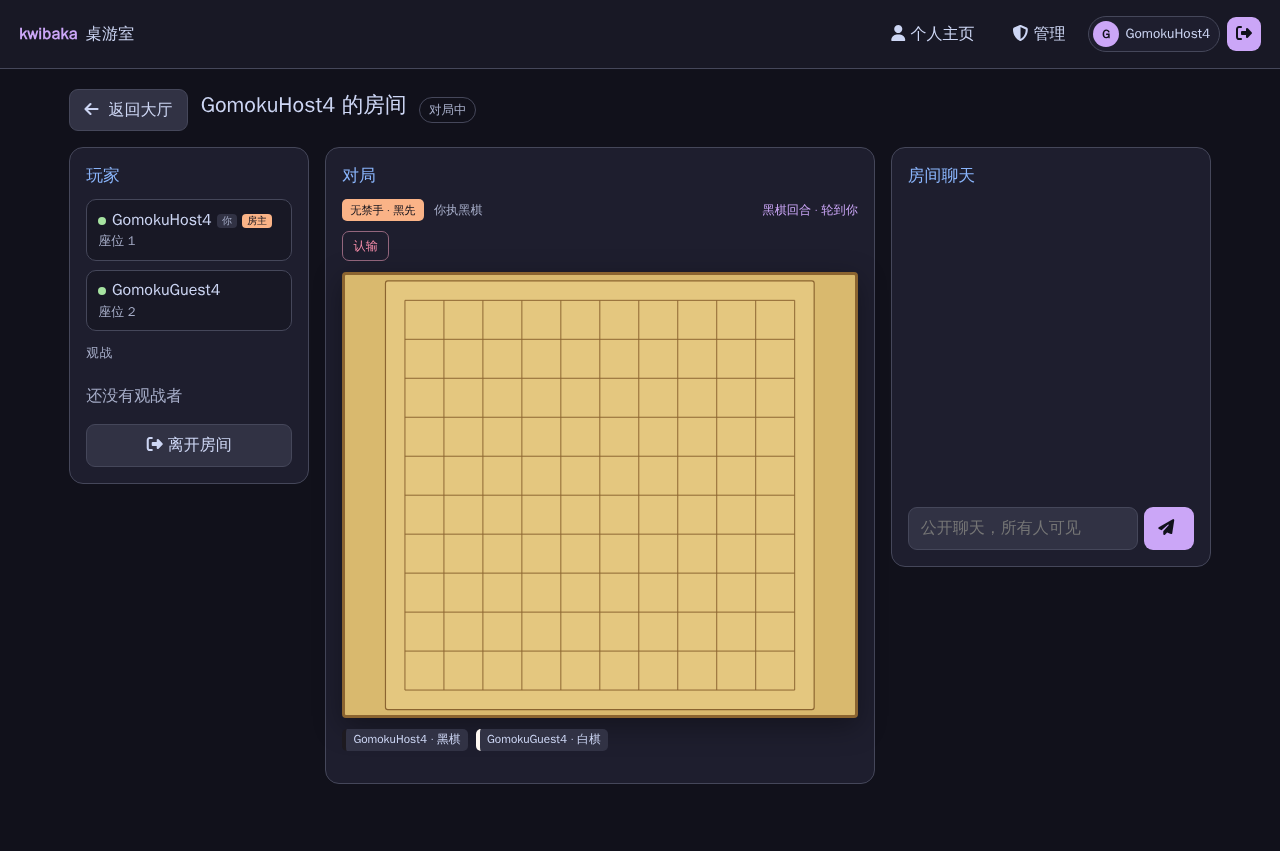 kwibaka 桌游室
个人主页
管理
G GomokuHost4
返回大厅
GomokuHost4 的房间
对局中
玩家
GomokuHost4 你 房主
座位 1
GomokuGuest4
座位 2
观战
还没有观战者
离开房间
对局
无禁手 · 黑先 你执黑棋
黑棋回合 · 轮到你
认输
GomokuHost4 · 黑棋
GomokuGuest4 · 白棋
房间聊天
公开聊天，所有人可见